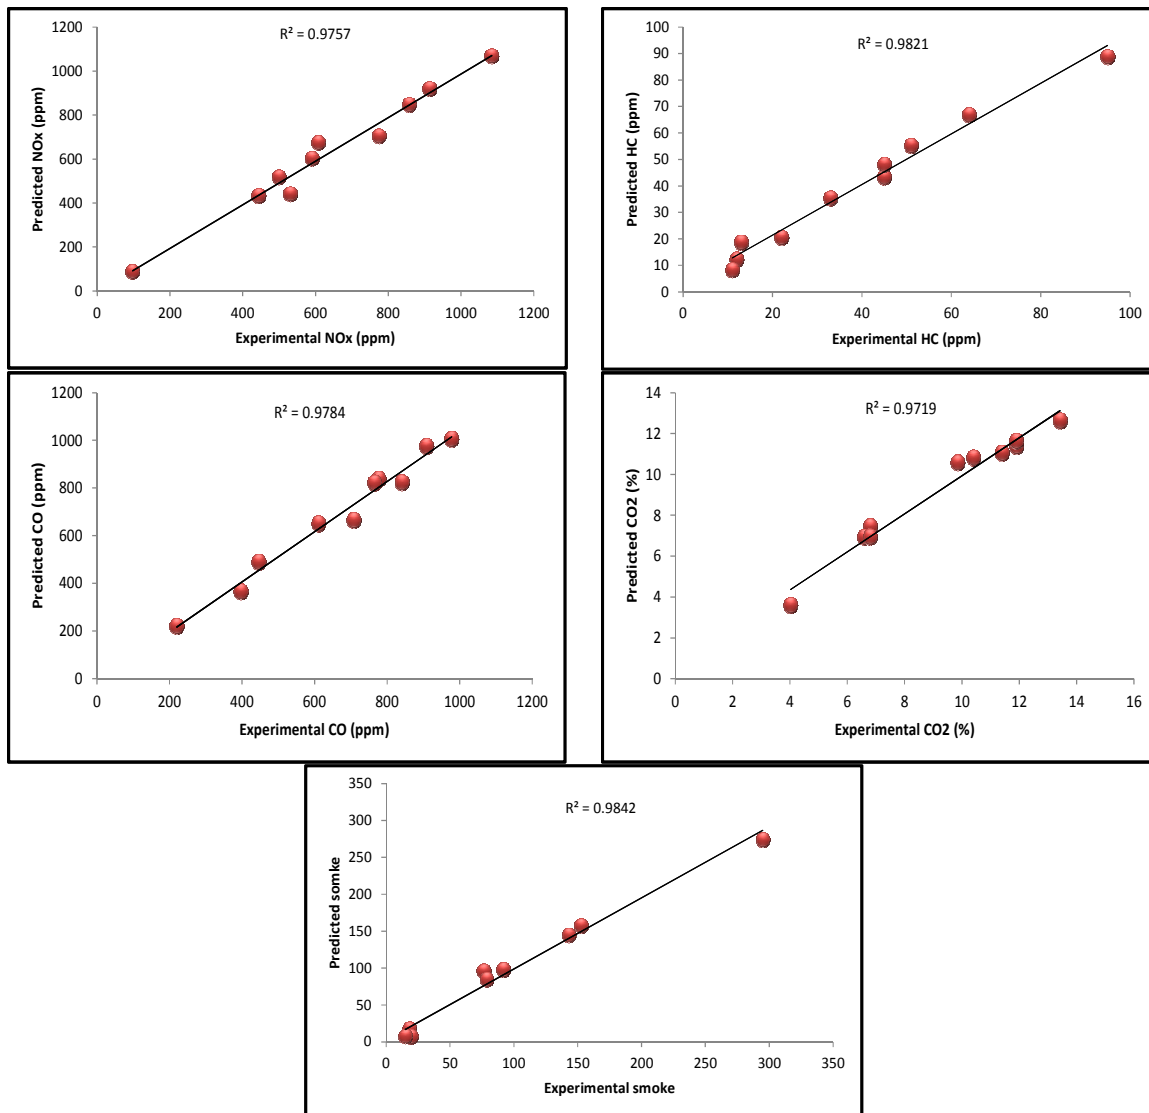 R² = 0.9757
Predicted NOx (ppm)
1200
1000
800
600
400
200
0
0 200 400 600 800 1000 1200
Experimental NOx (ppm)
R² = 0.9821
Predicted HC (ppm)
100
90
80
70
60
50
40
30
20
10
0
0 20 40 60 80 100
Experimental HC (ppm)
R² = 0.9784
Predicted CO (ppm)
1200
1000
800
600
400
200
0
0 200 400 600 800 1000 1200
Experimental CO (ppm)
R² = 0.9719
Predicted CO2 (%)
14
12
10
8
6
4
2
0
0 2 4 6 8 10 12 14 16
Experimental CO2 (%)
R² = 0.9842
Predicted somke
350
300
250
200
150
100
50
0
0 50 100 150 200 250 300 350
Experimental smoke